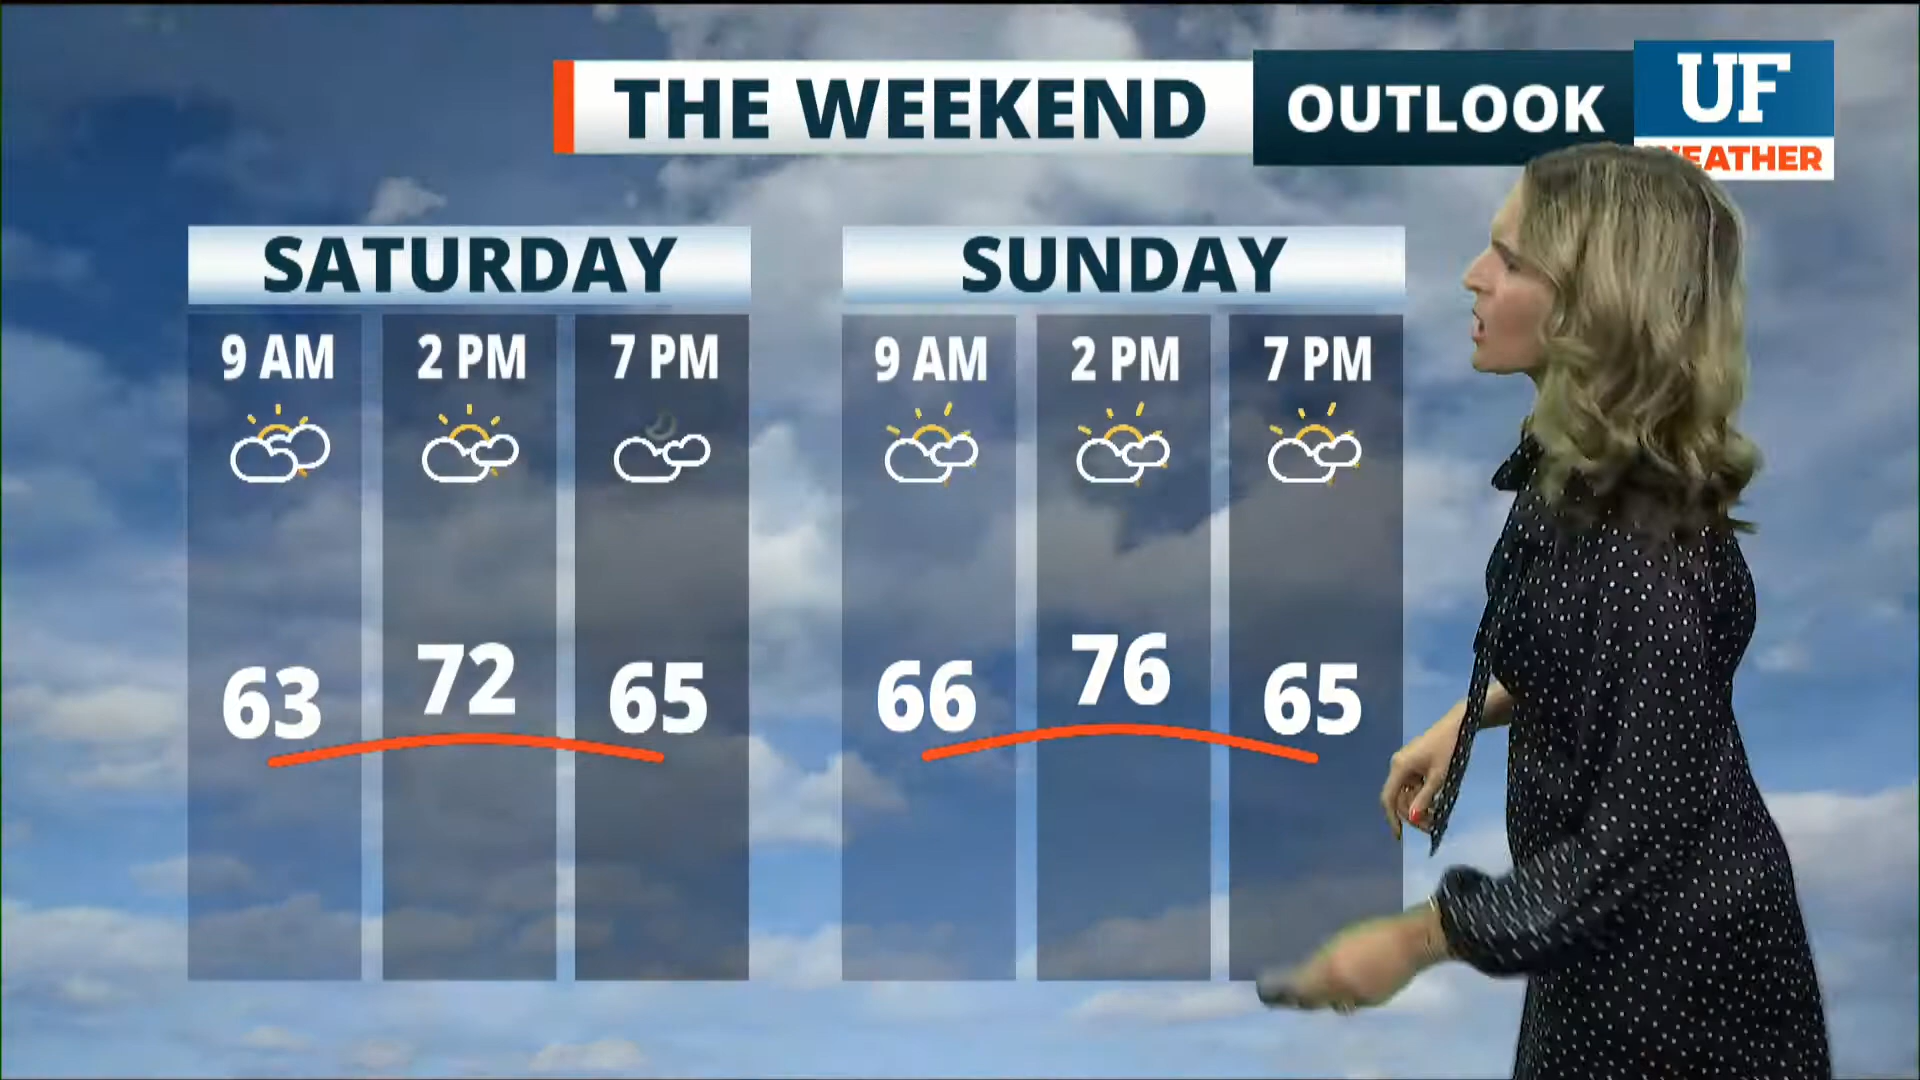 THE WEEKEND OUTLOOK
UF
WEATHER
SATURDAY
9 AM 2 PM 7 PM
63 72 65
SUNDAY
9 AM 2 PM 7 PM
66 76 65